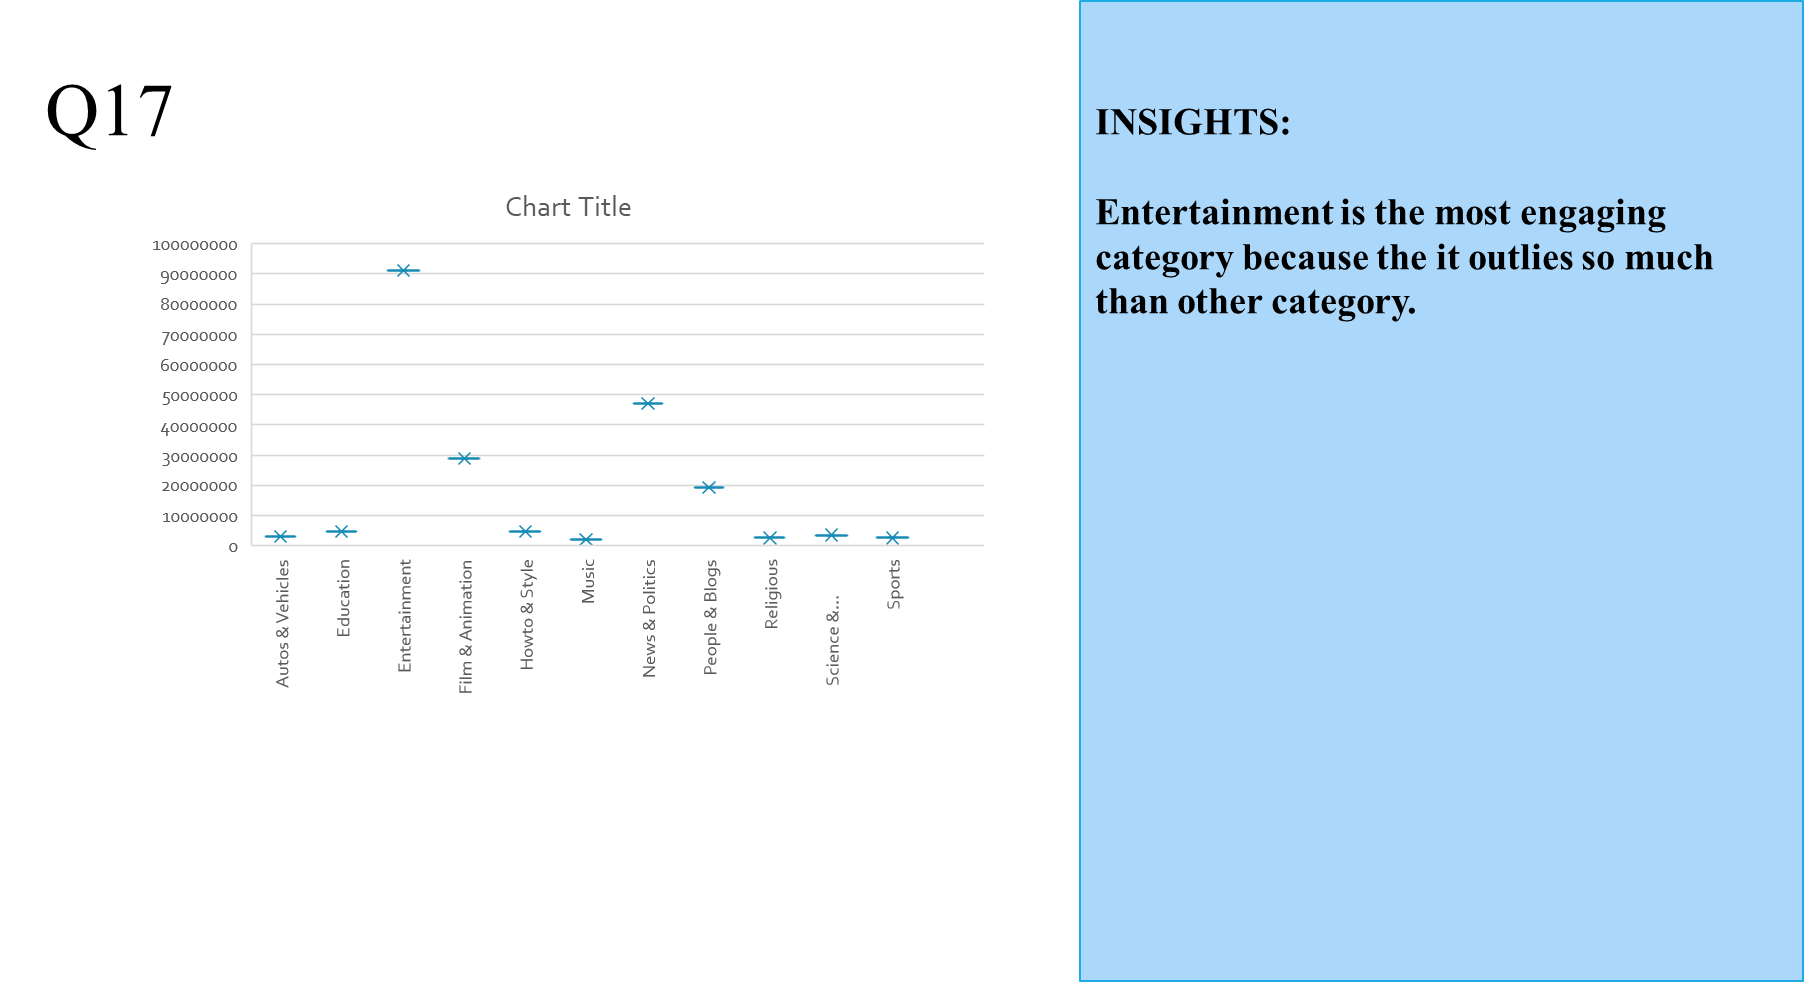 Q17
Chart Title
100000000
90000000
80000000
70000000
60000000
50000000
40000000
30000000
20000000
10000000
0
Autos & Vehicles
Education
Entertainment
Film & Animation
Howto & Style
Music
News & Politics
People & Blogs
Religious
Science &...
Sports
INSIGHTS:
Entertainment is the most engaging
category because the it outlies so much
than other category.